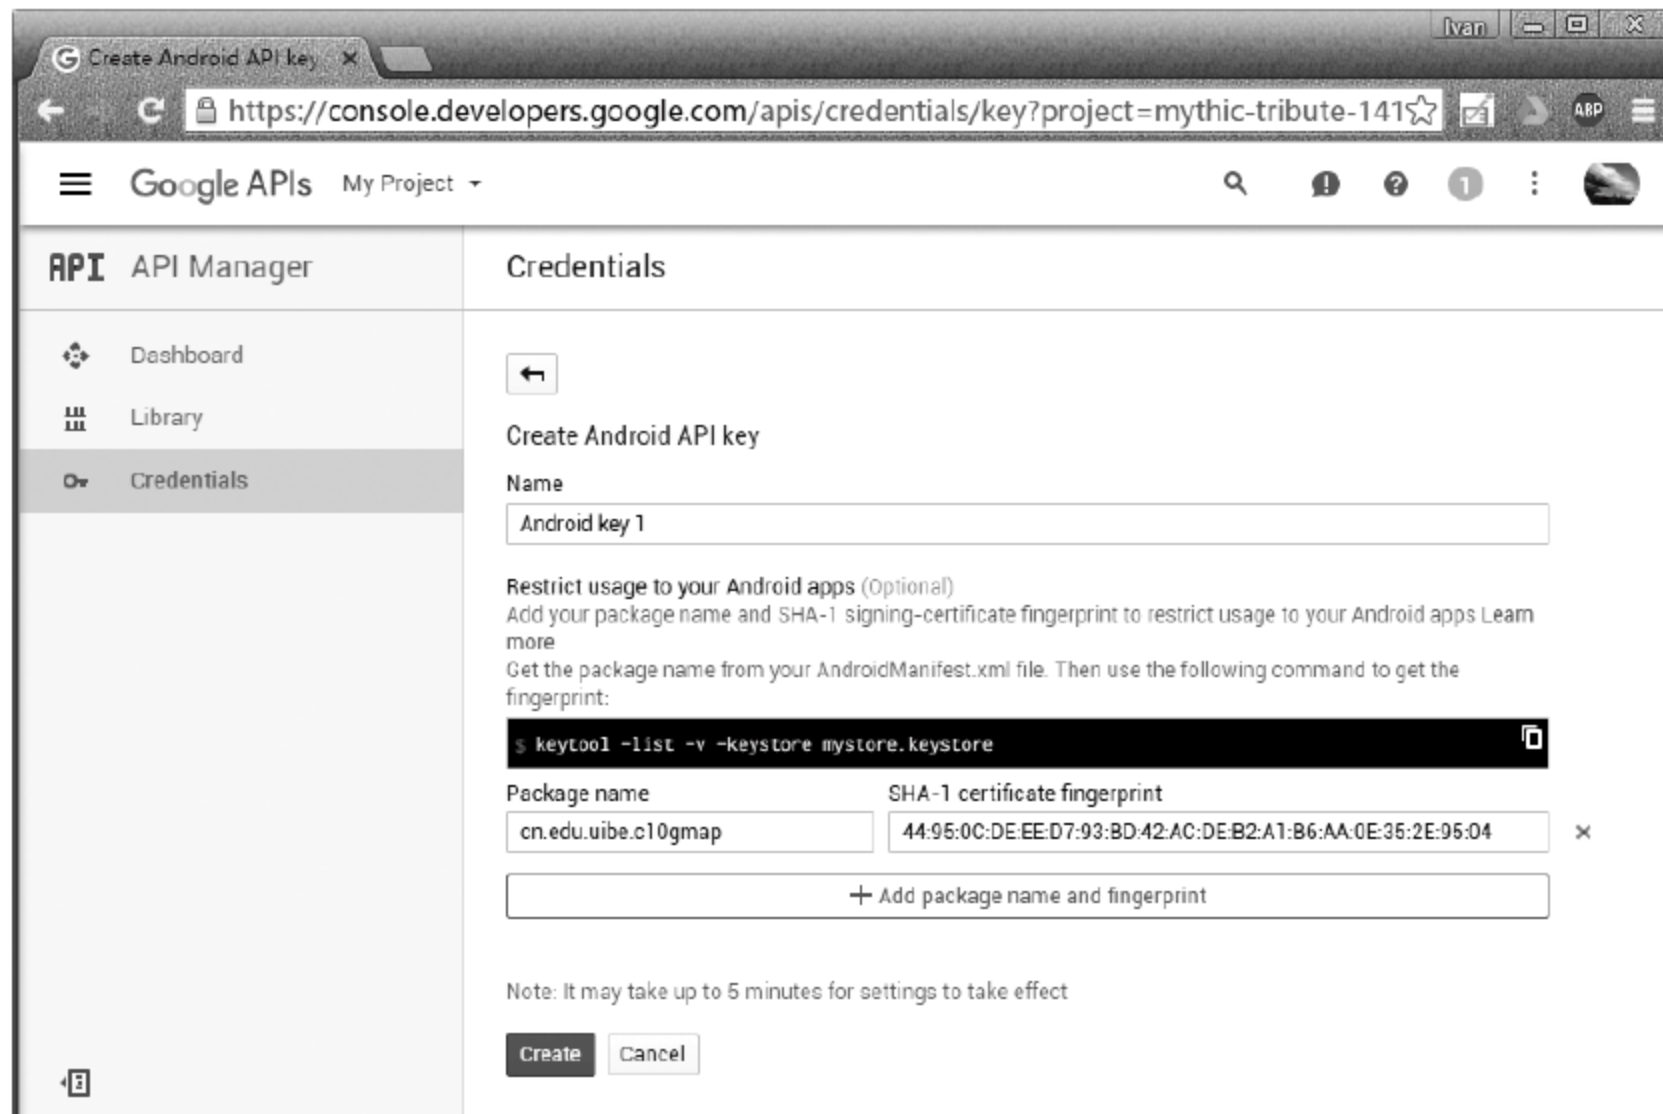 Ivan
Create Android API key
https://console.developers.google.com/apis/credentials/key?project=mythic-tribute-141
ABP
Google APIs My Project
1
API API Manager
Credentials
Dashboard
Library
Credentials
Create Android API key
Name
Android key 1
Restrict usage to your Android apps (Optional)
Add your package name and SHA-1 signing-certificate fingerprint to restrict usage to your Android apps Learn
more
Get the package name from your AndroidManifest.xml file. Then use the following command to get the
fingerprint:
$ keytool -list -v -keystore mystore.keystore
Package name SHA-1 certificate fingerprint
cn.edu.uibe.c10gmap 44:95:0C:DE:EE:D7:93:BD:42:AC:DE:B2:A1:B6:AA:0E:35:2E:95:04
Add package name and fingerprint
Note: It may take up to 5 minutes for settings to take effect
Create Cancel